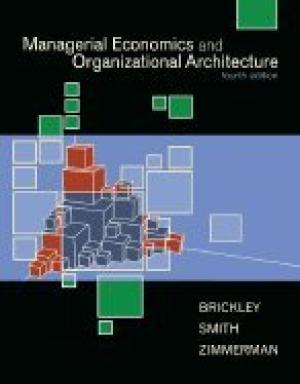 Managerial Economics and
Organizational Architecture
fourth edition
BRICKLEY
SMITH
ZIMMERMAN